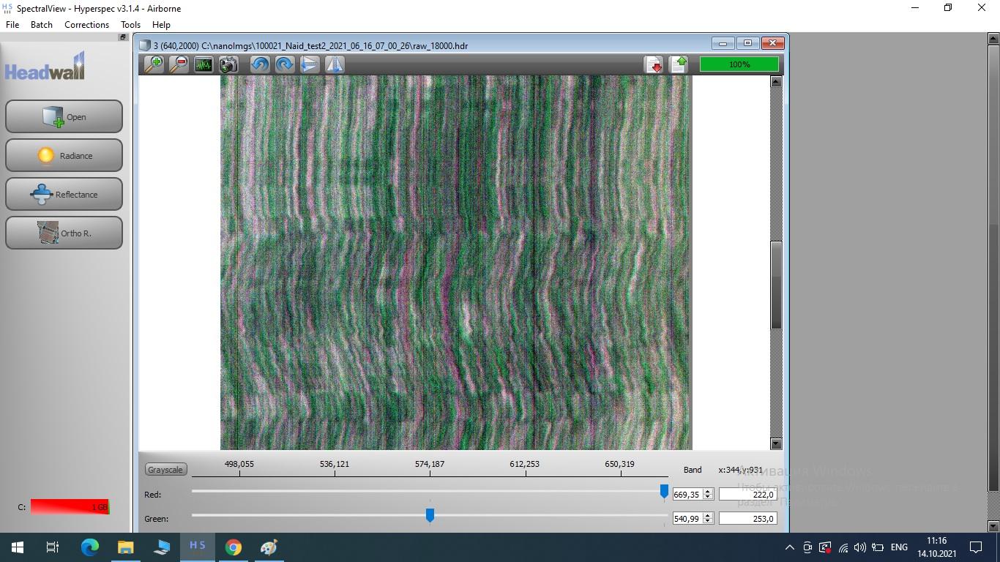 SpectralView - Hyperspec v3.1.4 - Airborne
File Batch Corrections Tools Help
3 (640,2000) C:\nanoImgs\100021_Naid_test2_2021_06_16_07_00_26\raw_18000.hdr
Headwall
100%
Open
Radiance
Reflectance
Ortho R.
Grayscale
498,055 536,121 574,187 612,253 650,319
Band x:344,y:931
Активация Windows
Чтобы активировать Windows, перейдите в
раздел "Параметры".
Red: 669,35 222,0
C: 1 GB
Green: 540,99 253,0
HS
ENG
11:16
14.10.2021